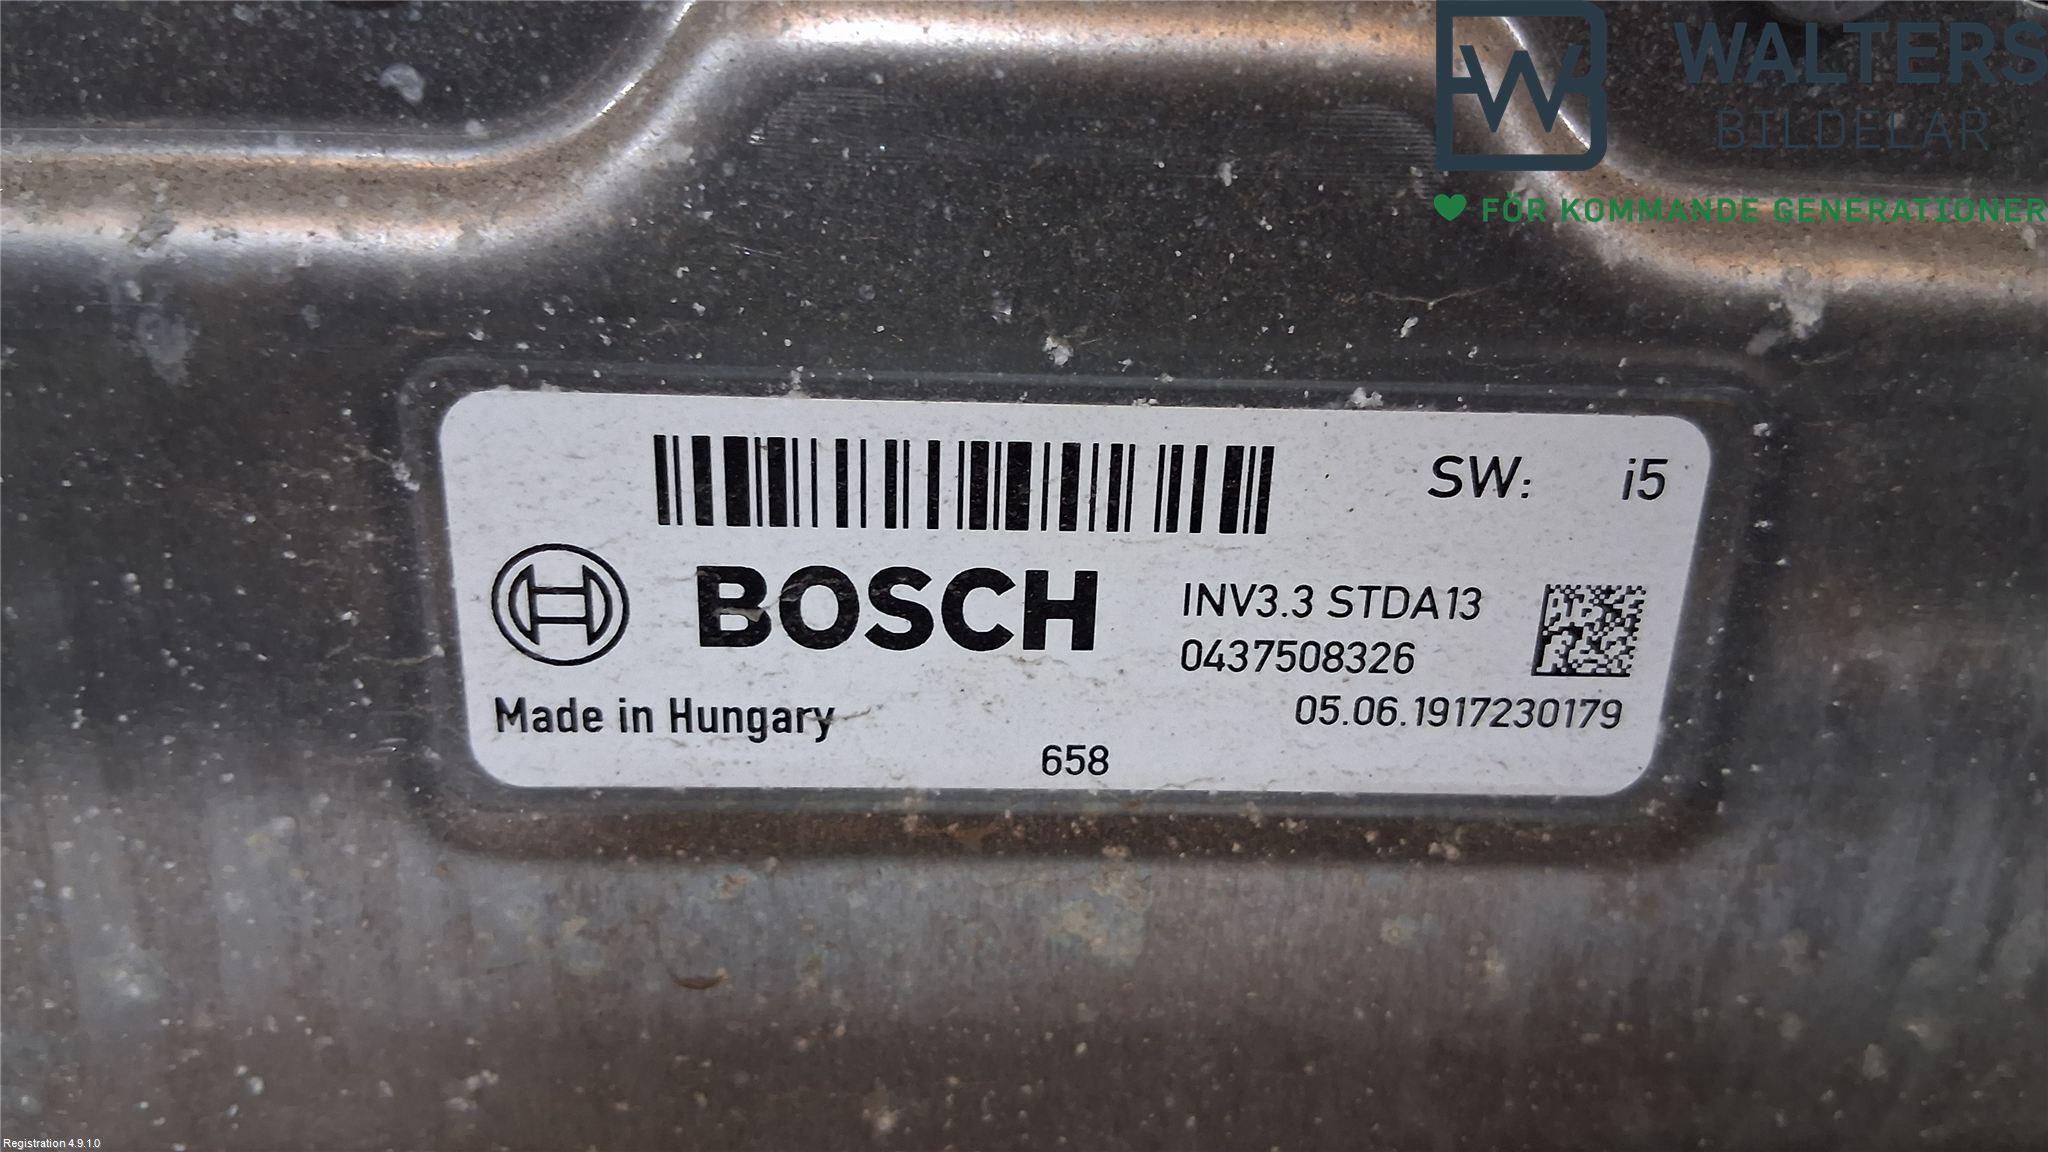 WALTERS
BILDELAR
FÖR KOMMANDE GENERATIONER
SW: i5
BOSCH
INV3.3 STDA13
0437508326
Made in Hungary
05.06.1917230179
658
Registration 4.9.1.0